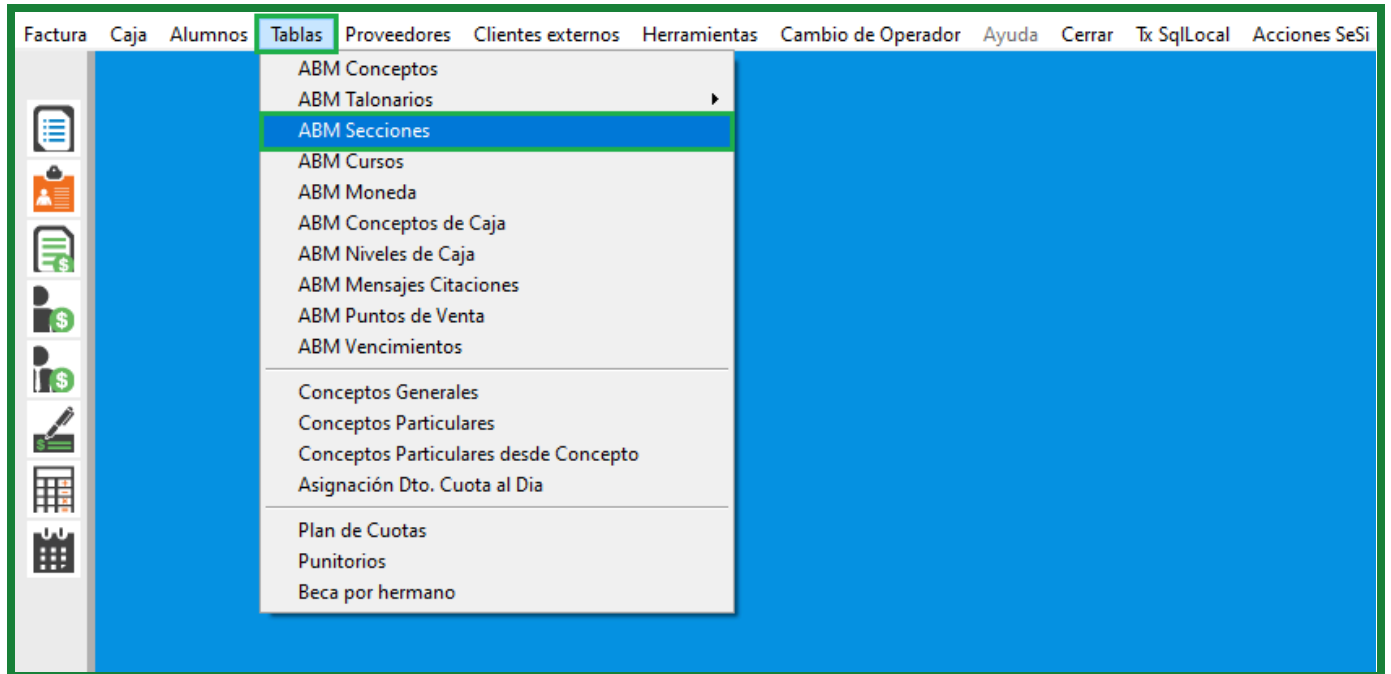 Factura Caja Alumnos Tablas Proveedores Clientes externos Herramientas Cambio de Operador Ayuda Cerrar Tx SqlLocal Acciones SeSi
ABM Conceptos
ABM Talonarios
ABM Secciones
ABM Cursos
ABM Moneda
ABM Conceptos de Caja
ABM Niveles de Caja
ABM Mensajes Citaciones
ABM Puntos de Venta
ABM Vencimientos
Conceptos Generales
Conceptos Particulares
Conceptos Particulares desde Concepto
Asignación Dto. Cuota al Dia
Plan de Cuotas
Punitorios
Beca por hermano